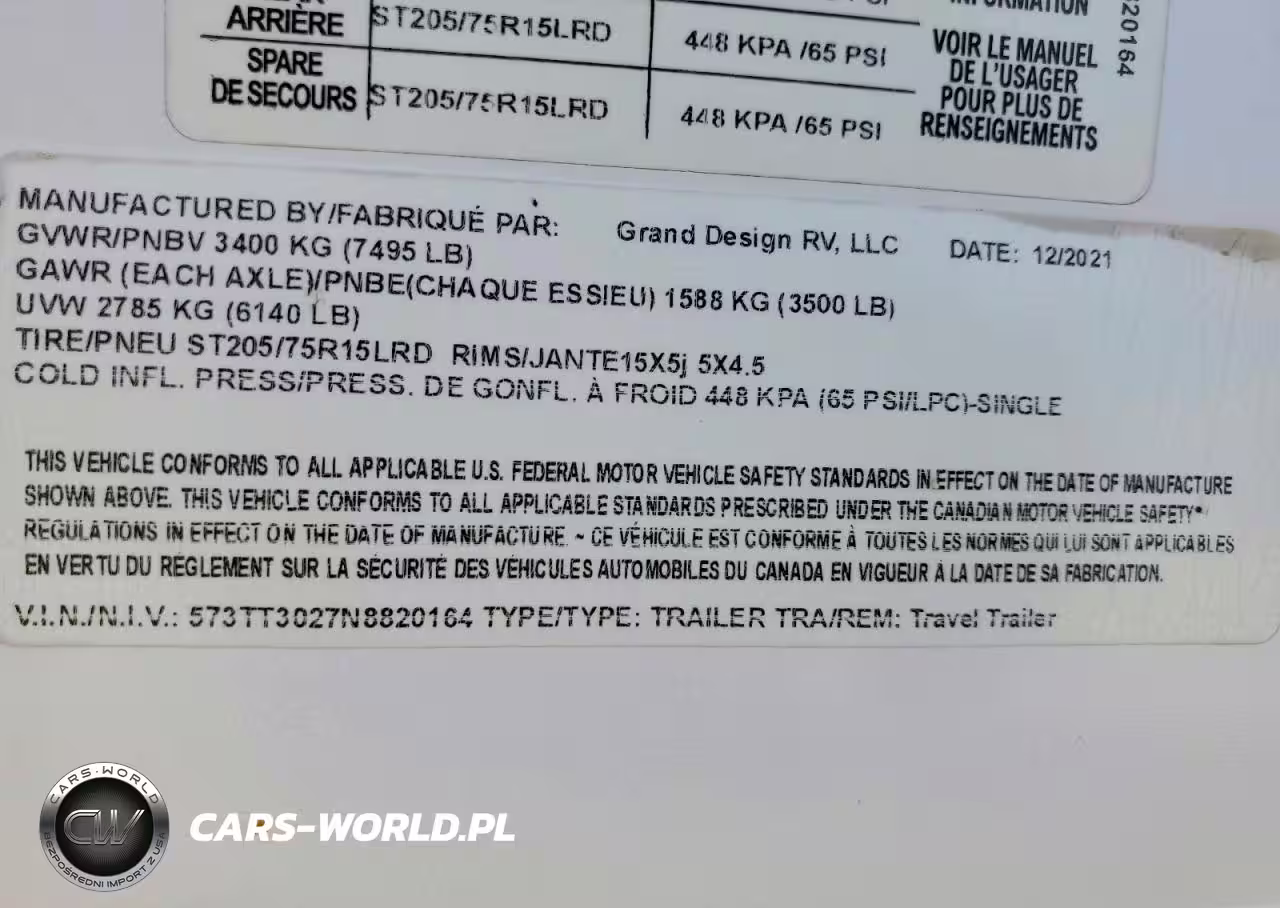 ARRIÈRE ST205/75R15LRD 448 KPA /65 PSI
SPARE
DE SECOURS ST205/75R15LRD 448 KPA /65 PSI
INFORMATION
VOIR LE MANUEL
DE L'USAGER
POUR PLUS DE
RENSEIGNEMENTS
20164
MANUFACTURED BY/FABRIQUÉ PAR: Grand Design RV, LLC DATE: 12/2021
GVWR/PNBV 3400 KG (7495 LB)
GAWR (EACH AXLE)/PNBE(CHAQUE ESSIEU) 1588 KG (3500 LB)
UVW 2785 KG (6140 LB)
TIRE/PNEU ST205/75R15LRD RIMS/JANTE15X5j 5X4.5
COLD INFL. PRESS/PRESS. DE GONFL. À FROID 448 KPA (65 PSI/LPC)-SINGLE
THIS VEHICLE CONFORMS TO ALL APPLICABLE U.S. FEDERAL MOTOR VEHICLE SAFETY STANDARDS IN EFFECT ON THE DATE OF MANUFACTURE
SHOWN ABOVE. THIS VEHICLE CONFORMS TO ALL APPLICABLE STANDARDS PRESCRIBED UNDER THE CANADIAN MOTOR VEHICLE SAFETY*
REGULATIONS IN EFFECT ON THE DATE OF MANUFACTURE. ~ CE VÉHICULE EST CONFORME À TOUTES LES NORMES QUI LUI SONT APPLICABLES
EN VERTU DU RÈGLEMENT SUR LA SÉCURITÉ DES VÉHICULES AUTOMOBILES DU CANADA EN VIGUEUR À LA DATE DE SA FABRICATION.
V.I.N./N.I.V.: 573TT3027N8820164 TYPE/TYPE: TRAILER TRA/REM: Travel Trailer
CARS-WORLD
CW
BEZPOŚREDNI IMPORT Z USA
CARS-WORLD.PL